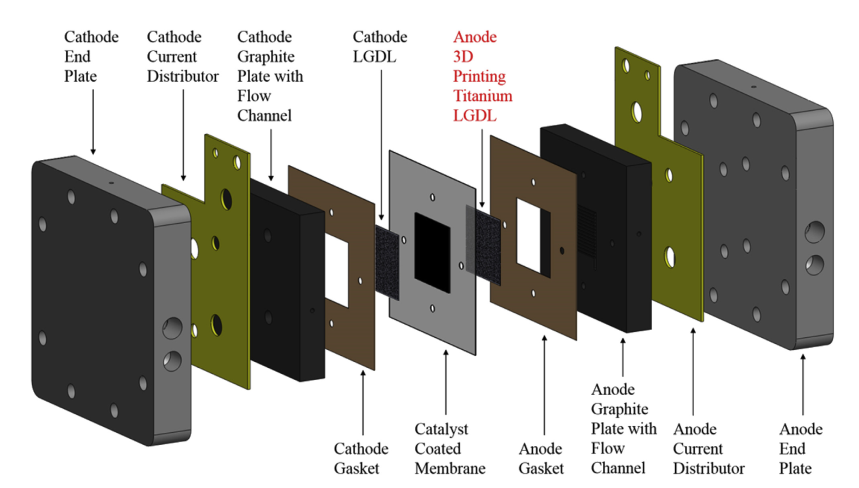 Cathode
End
Plate
Cathode
Current
Distributor
Cathode
Graphite
Plate with
Flow
Channel
Cathode
LGDL
Anode
3D
Printing
Titanium
LGDL
Cathode
Gasket
Catalyst
Coated
Membrane
Anode
Gasket
Anode
Graphite
Plate with
Flow
Channel
Anode
Current
Distributor
Anode
End
Plate